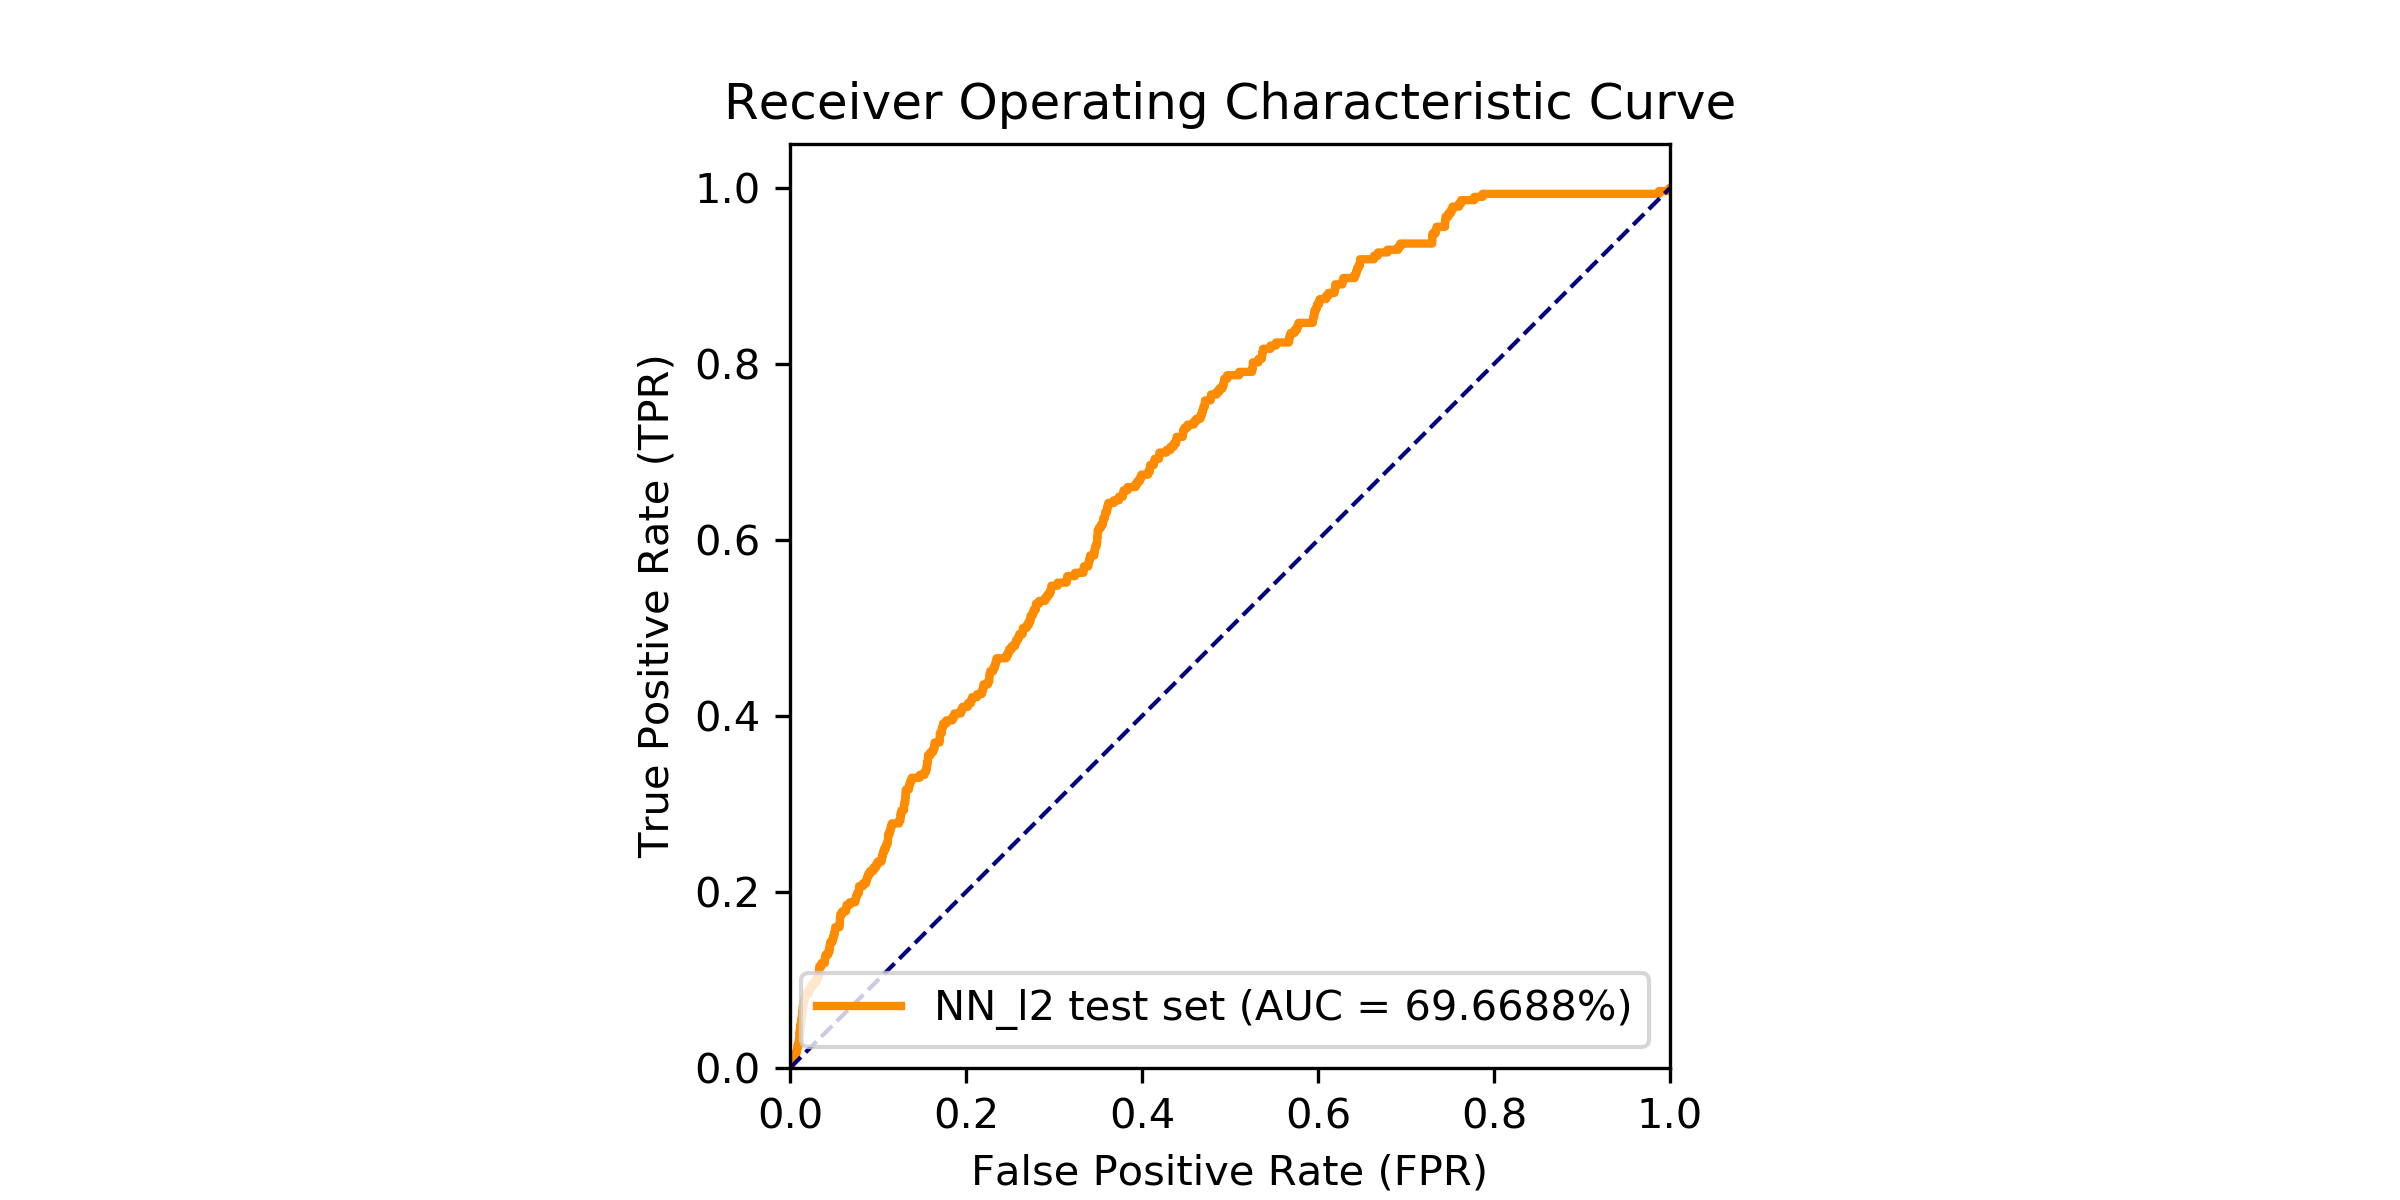 Receiver Operating Characteristic Curve
1.0
0.8
0.6
0.4
0.2
0.0
True Positive Rate (TPR)
NN_l2 test set (AUC = 69.6688%)
0.0 0.2 0.4 0.6 0.8 1.0
False Positive Rate (FPR)